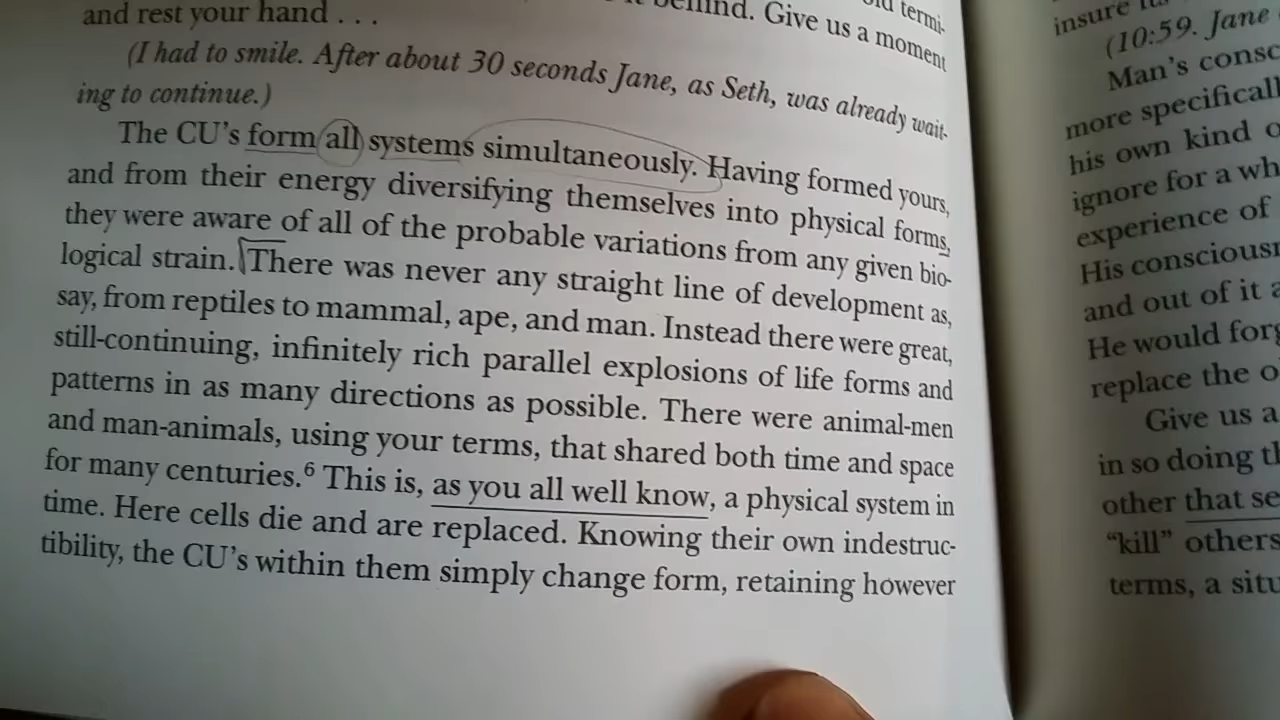 behind. Give us a moment
and rest your hand . . .
(I had to smile. After about 30 seconds Jane, as Seth, was already wait-
ing to continue.)
The CU's form all systems simultaneously. Having formed yours,
and from their energy diversifying themselves into physical forms,
they were aware of all of the probable variations from any given bio-
logical strain. There was never any straight line of development as,
say, from reptiles to mammal, ape, and man. Instead there were great,
still-continuing, infinitely rich parallel explosions of life forms and
patterns in as many directions as possible. There were animal-men
and man-animals, using your terms, that shared both time and space
for many centuries.⁶ This is, as you all well know, a physical system in
time. Here cells die and are replaced. Knowing their own indestruc-
tibility, the CU's within them simply change form, retaining however
insure
(10:59. Jane
Man's consc
more specificall
his own kind o
ignore for a wh
experience of
His consciousn
and out of it a
He would forg
replace the o
Give us a
in so doing th
other that se
"kill" others
terms, a situ